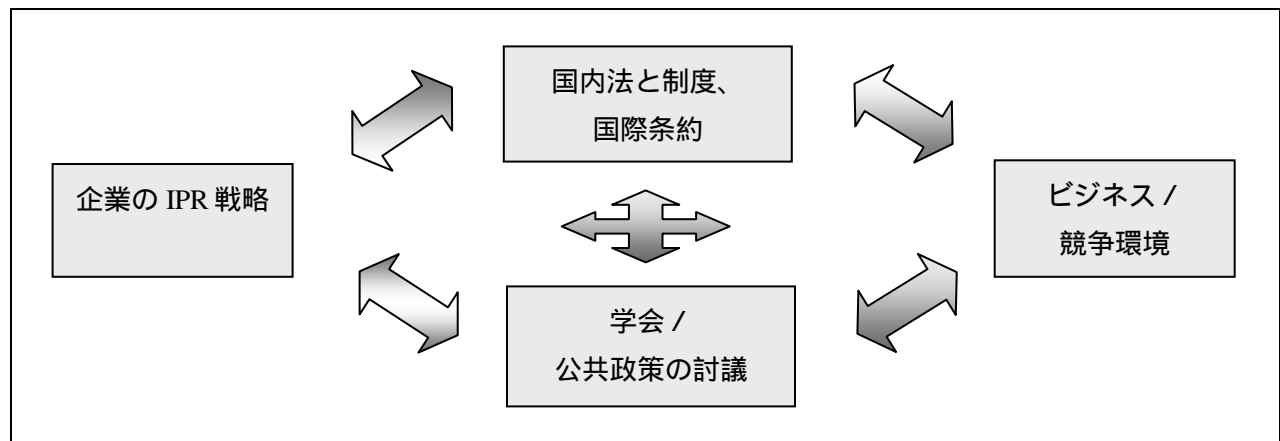 国内法と制度、
国際条約
企業の IPR 戦略
ビジネス /
競争環境
学会 /
公共政策の討議